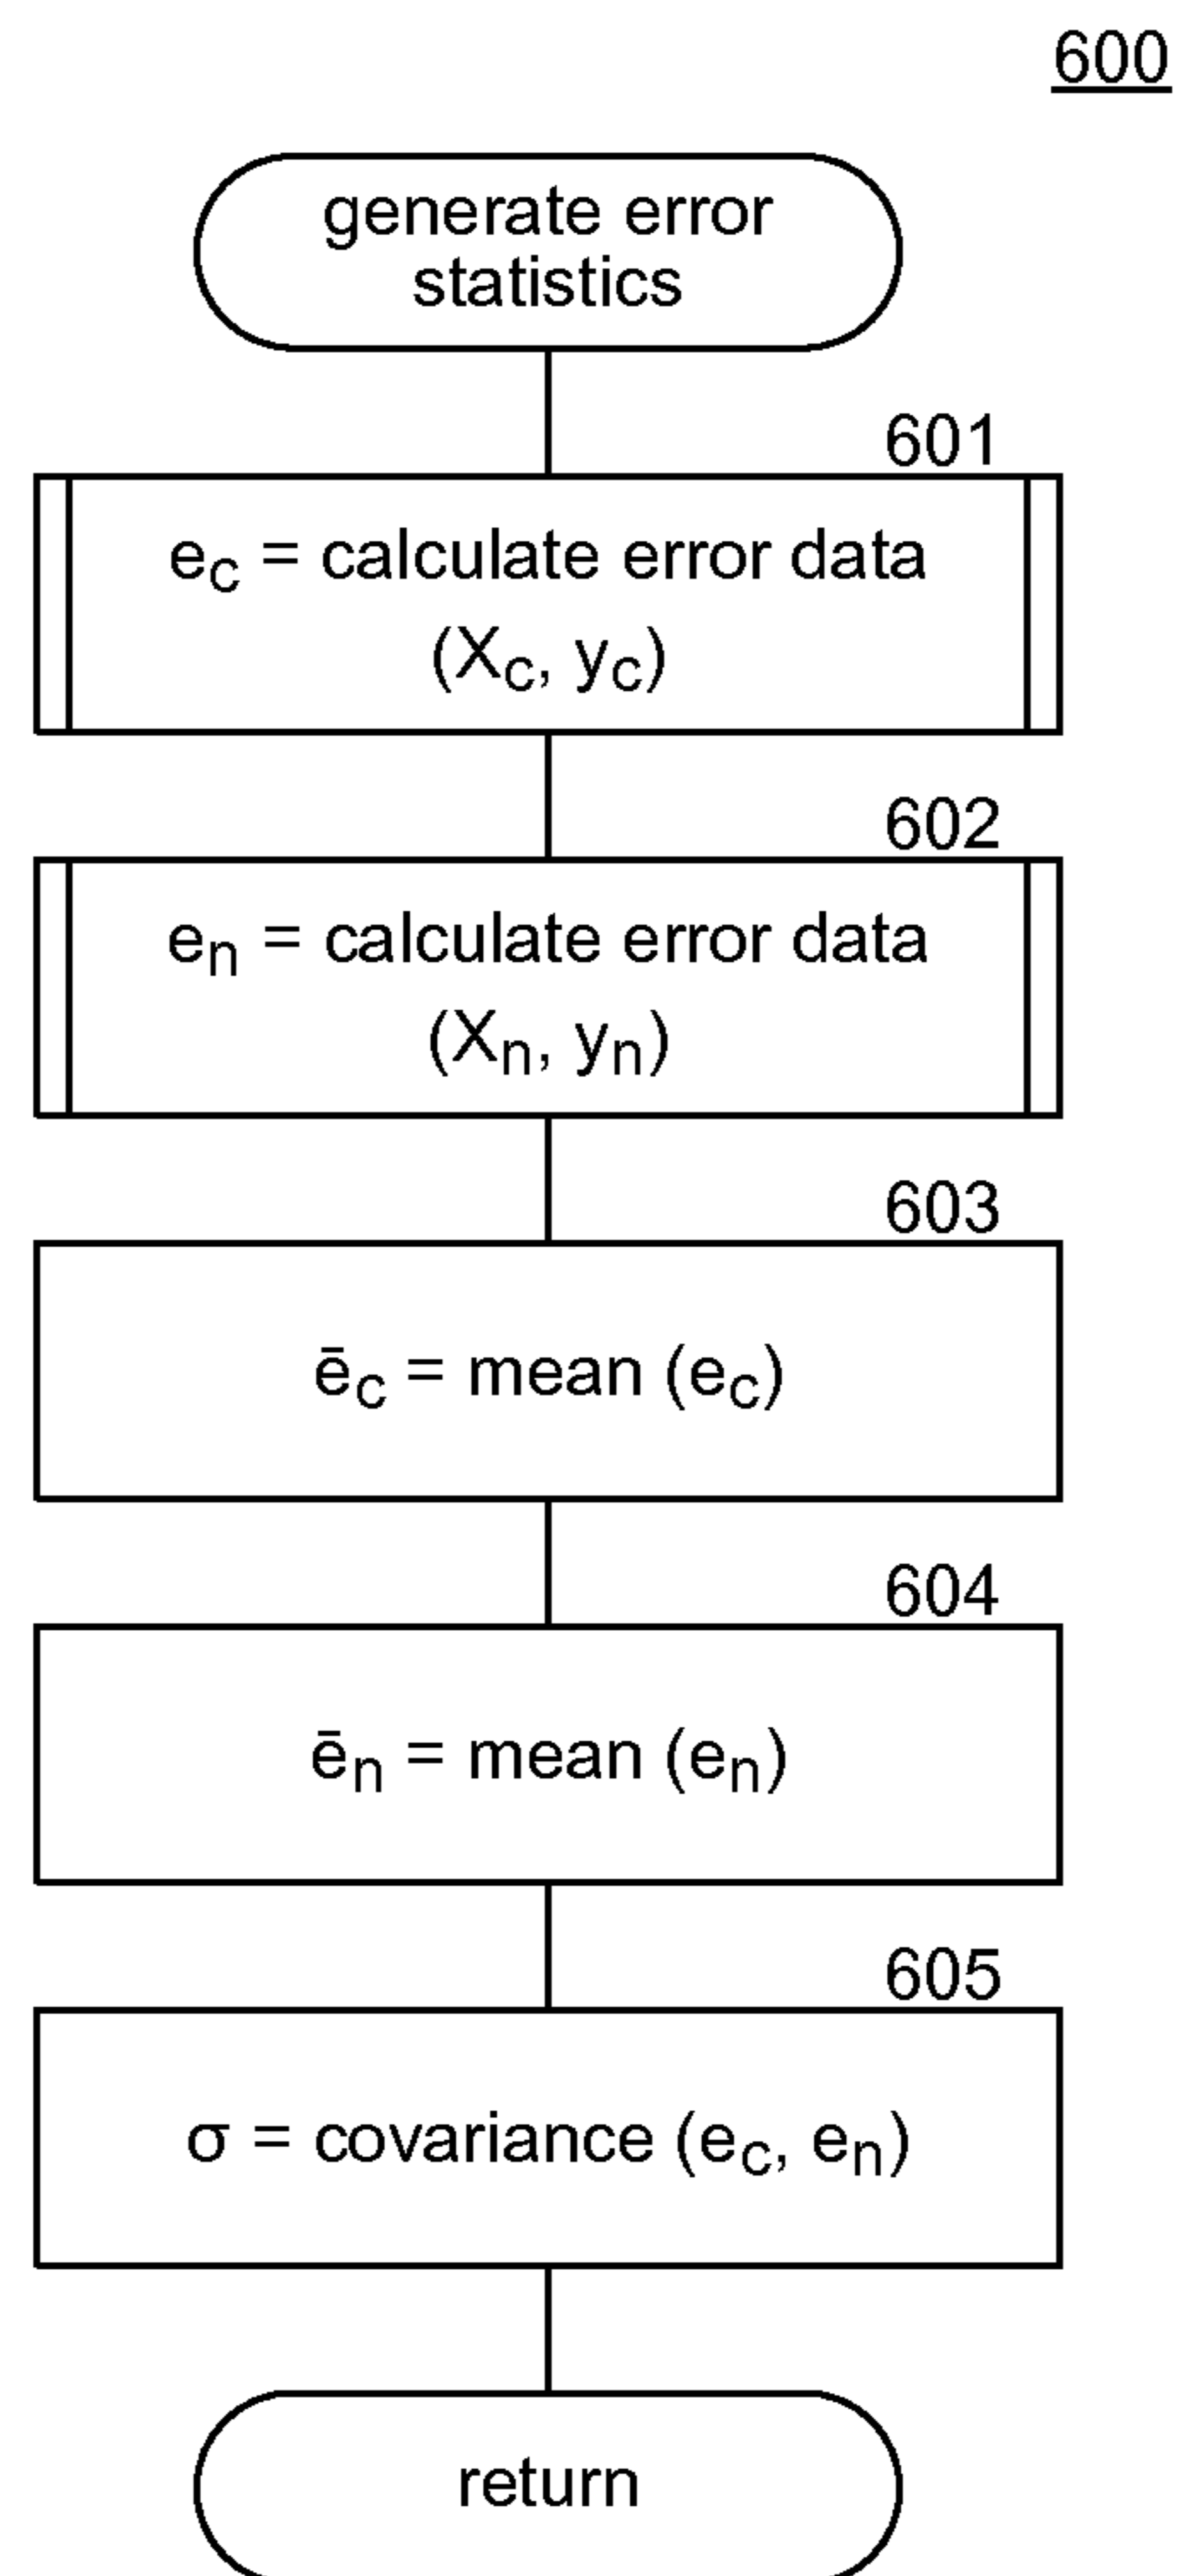 600
generate error
statistics
601
e_c = calculate error data
(X_c, y_c)
602
e_n = calculate error data
(X_n, y_n)
603
ē_c = mean (e_c)
604
ē_n = mean (e_n)
605
σ = covariance (e_c, e_n)
return